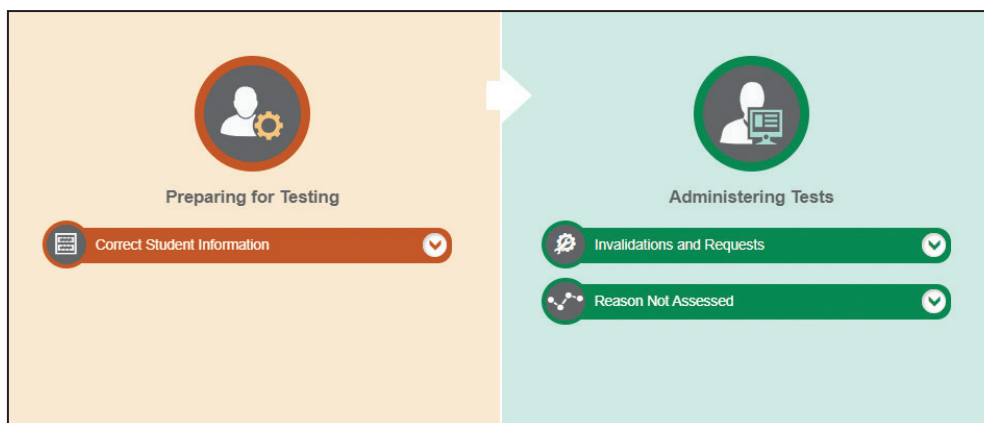 Preparing for Testing
Correct Student Information
Administering Tests
Invalidations and Requests
Reason Not Assessed